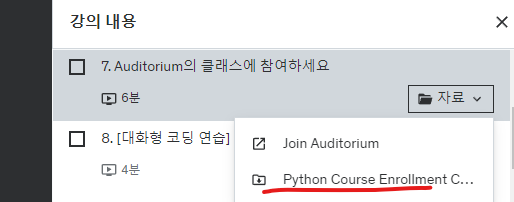 강의 내용
7. Auditorium의 클래스에 참여하세요
6분
자료
8. [대화형 코딩 연습]
4분
Join Auditorium
Python Course Enrollment C...